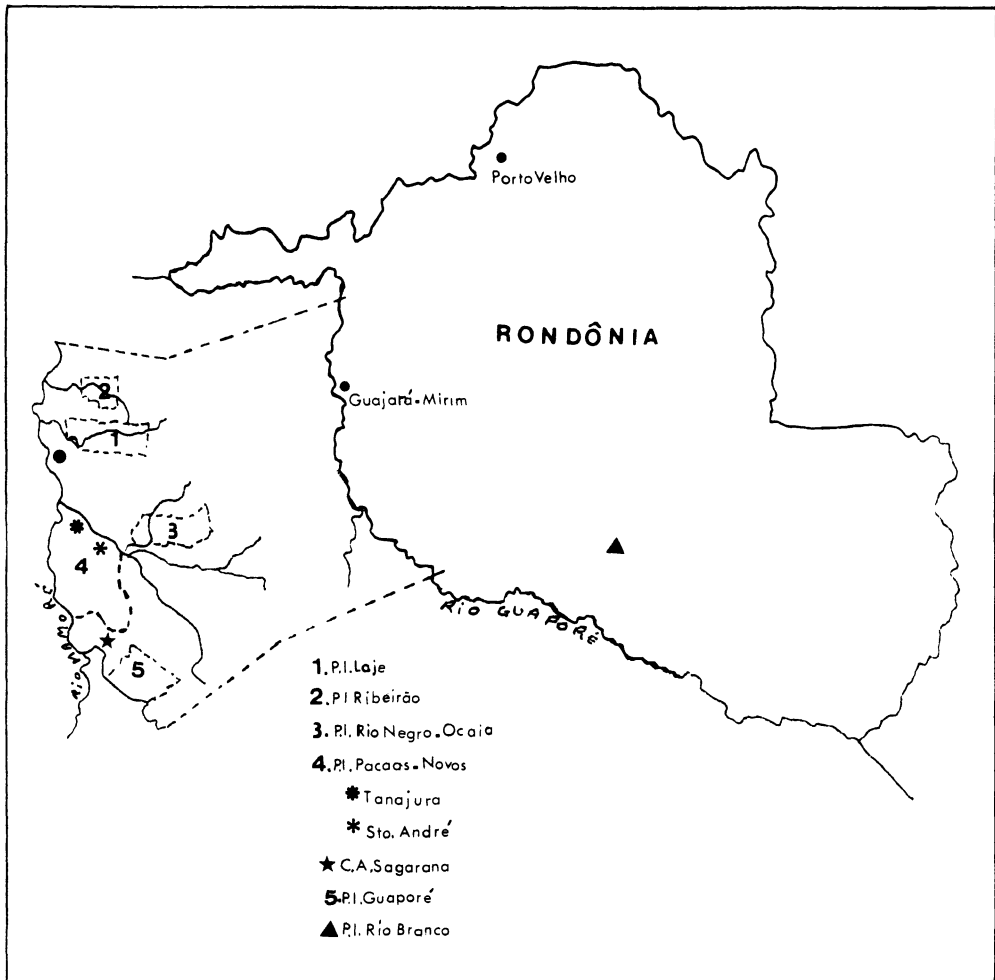 Porto Velho
RONDÔNIA
Guajará-Mirim
2
1
3
4
5
RIO MAMORÉ
RIO GUAPORÉ
1. P.I. Laje
2. P.I Ribeirão
3. P.I. Rio Negro-Ocaia
4. P.I. Pacaas-Novos
Tanajura
Sto. André
C.A. Sagarana
5. P.I. Guaporé
P.I. Rio Branco